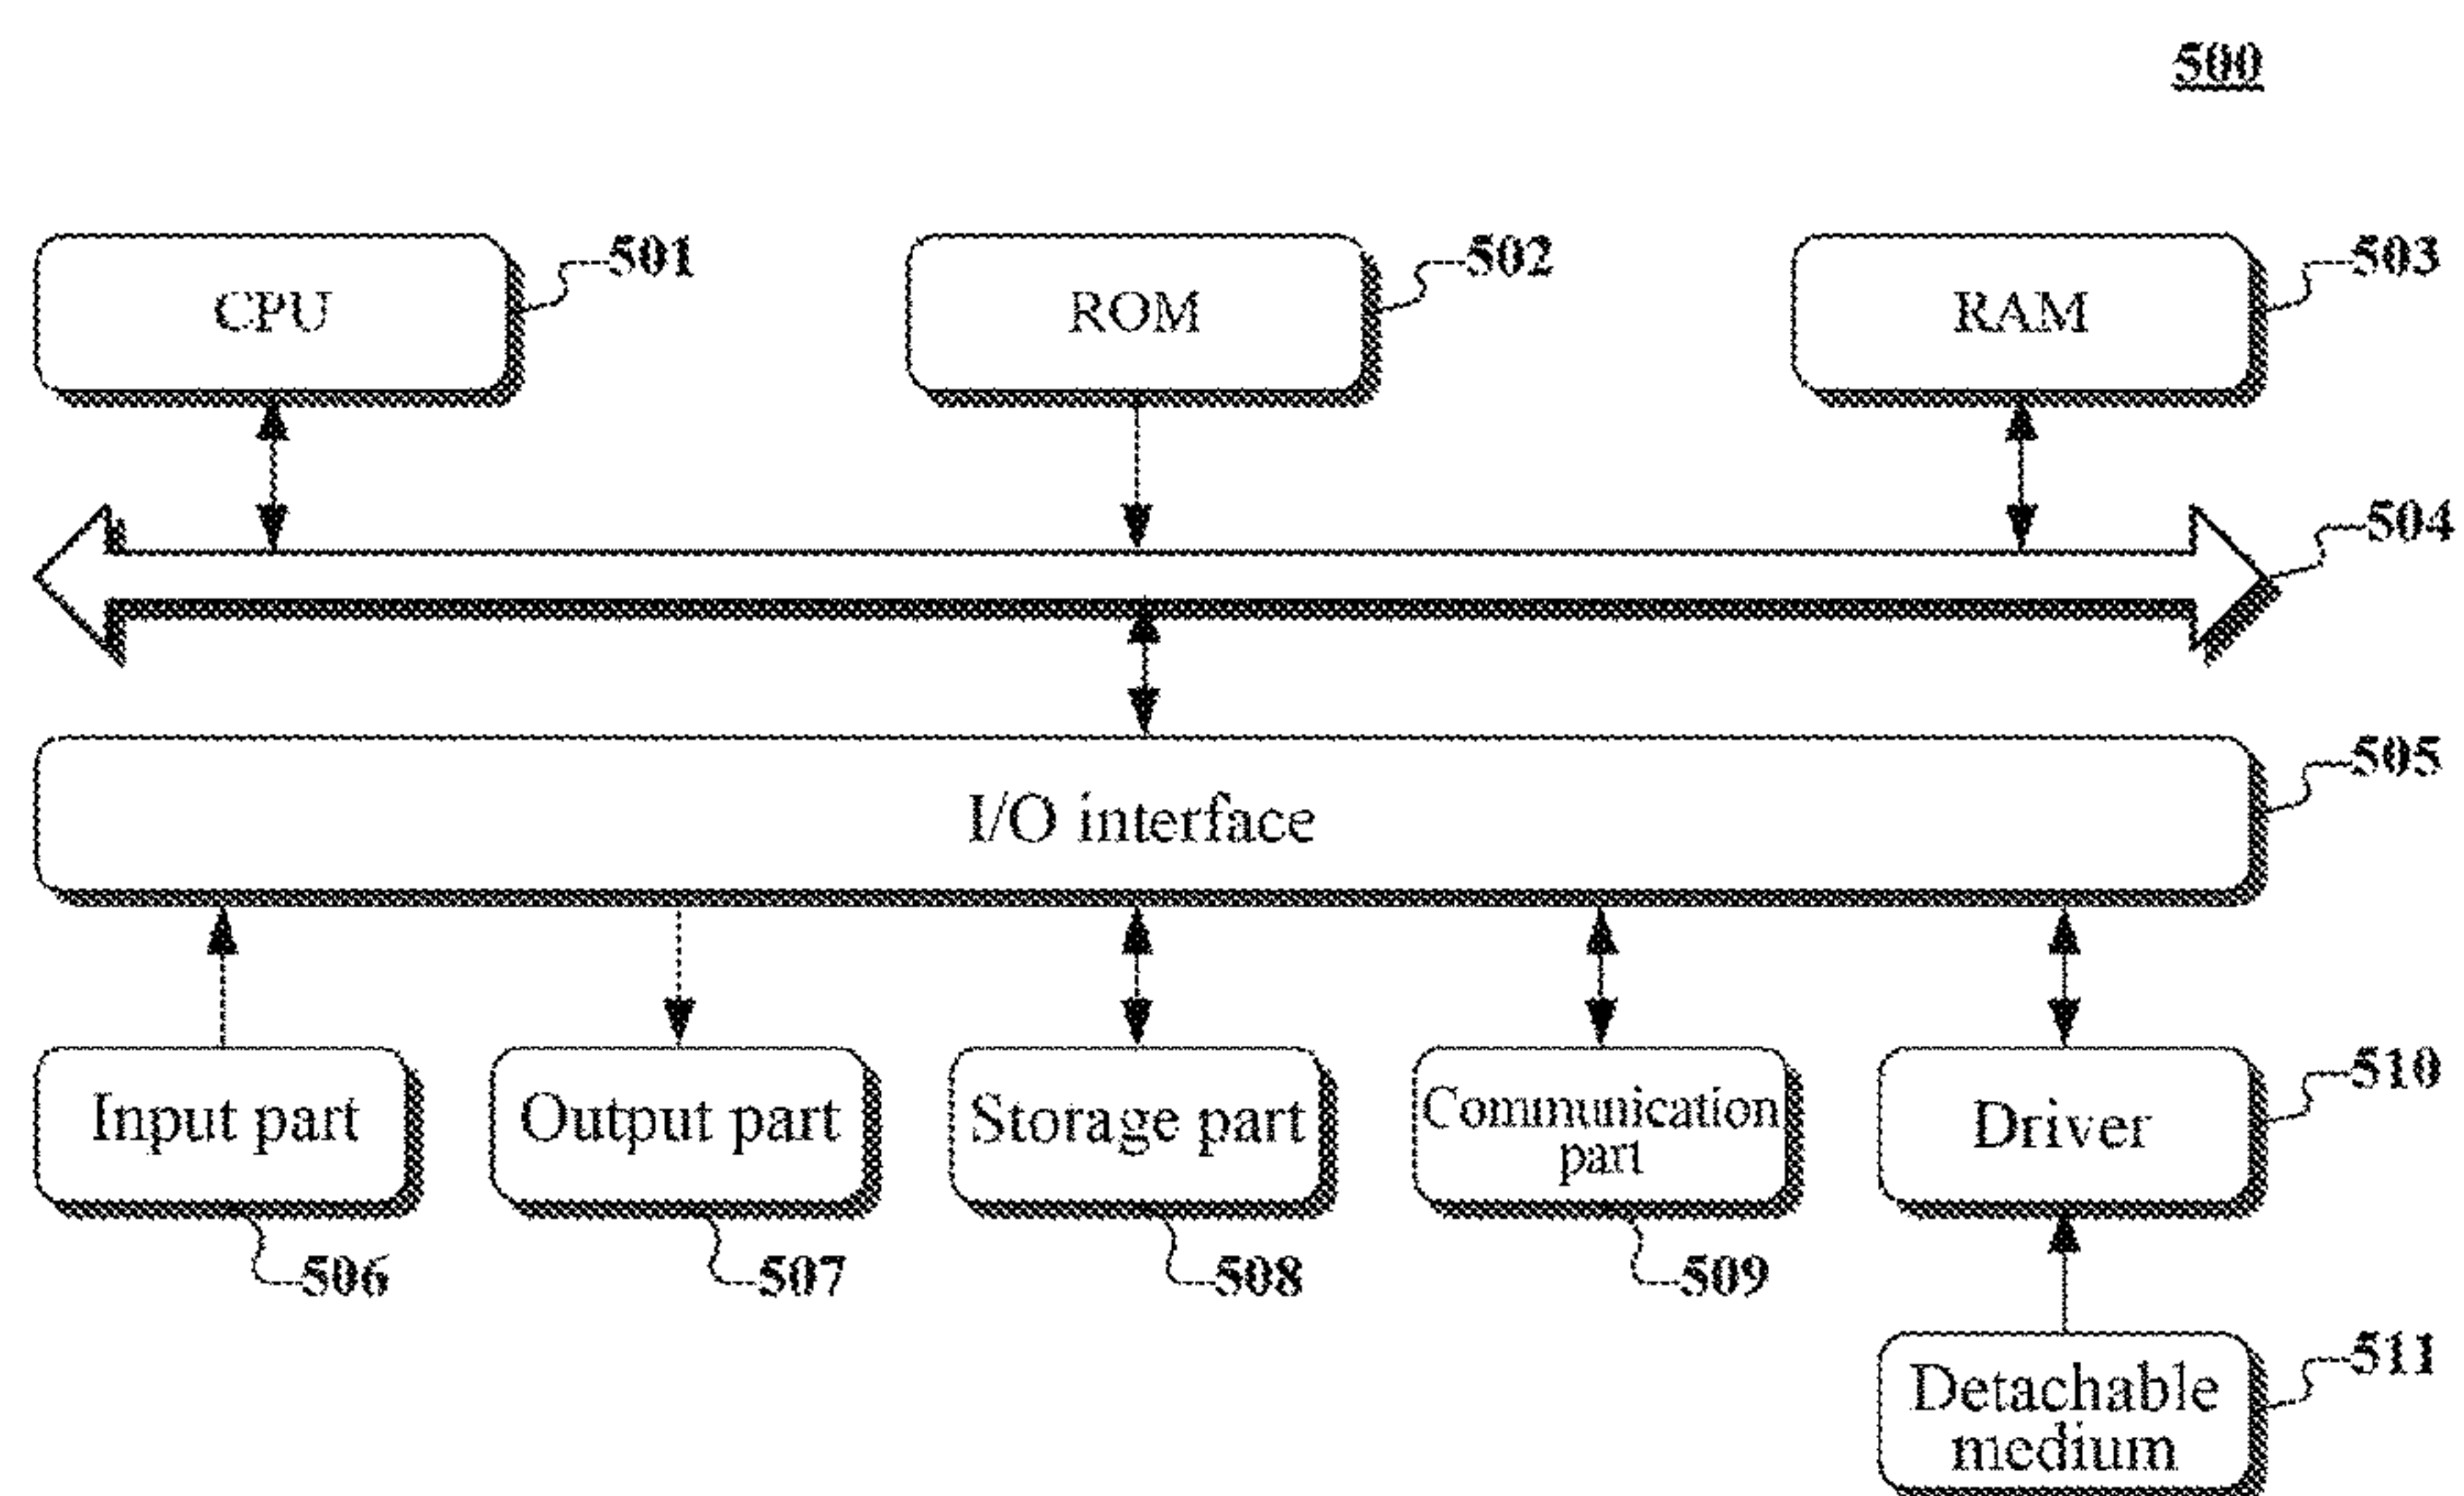 500
CPU
501
ROM
502
RAM
503
504
I/O interface
505
Input part
506
Output part
507
Storage part
508
Communication
part
509
Driver
510
Detachable
medium
511